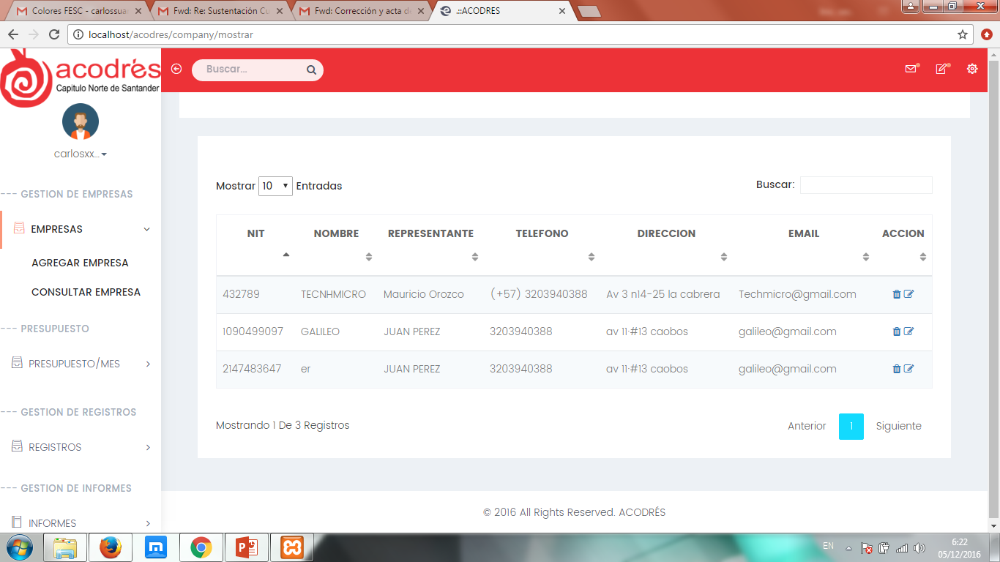 Colores FESC - carlossua
Fwd: Re: Sustentación Cu
Fwd: Corrección y acta de
.::ACODRES
localhost/acodres/company/mostrar
acodrés
Capitulo Norte de Santander
Buscar...
carlosxx...
--- GESTION DE EMPRESAS
EMPRESAS
AGREGAR EMPRESA
CONSULTAR EMPRESA
--- PRESUPUESTO
PRESUPUESTO/MES
--- GESTION DE REGISTROS
REGISTROS
--- GESTION DE INFORMES
INFORMES
Mostrar 10 Entradas
Buscar:
NIT NOMBRE REPRESENTANTE TELEFONO DIRECCION EMAIL ACCION
432789 TECNHMICRO Mauricio Orozco (+57) 3203940388 Av 3 n14-25 la cabrera Techmicro@gmail.com
1090499097 GALILEO JUAN PEREZ 3203940388 av 11-#13 caobos galileo@gmail.com
2147483647 er JUAN PEREZ 3203940388 av 11-#13 caobos galileo@gmail.com
Mostrando 1 De 3 Registros
Anterior 1 Siguiente
© 2016 All Rights Reserved. ACODRÉS
EN
6:22
05/12/2016